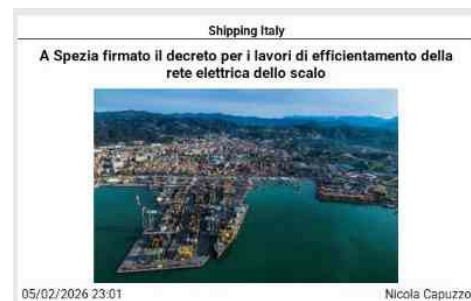 Shipping Italy
A Spezia firmato il decreto per i lavori di efficientamento della
rete elettrica dello scalo
05/02/2026 23:01
Nicola Capuzzo